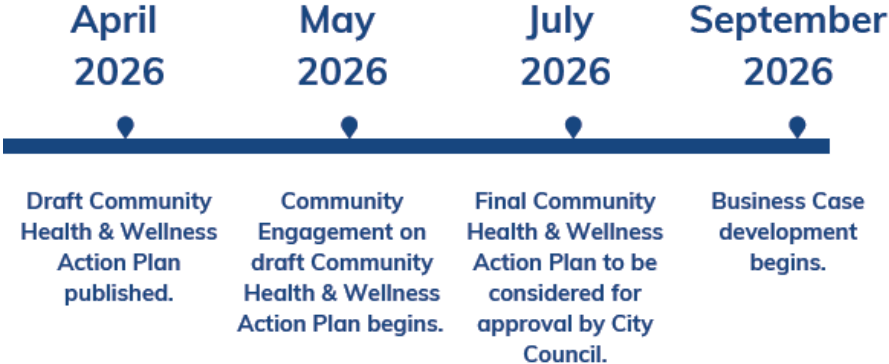 April
2026
May
2026
July
2026
September
2026
Draft Community
Health & Wellness
Action Plan
published.
Community
Engagement on
draft Community
Health & Wellness
Action Plan begins.
Final Community
Health & Wellness
Action Plan to be
considered for
approval by City
Council.
Business Case
development
begins.